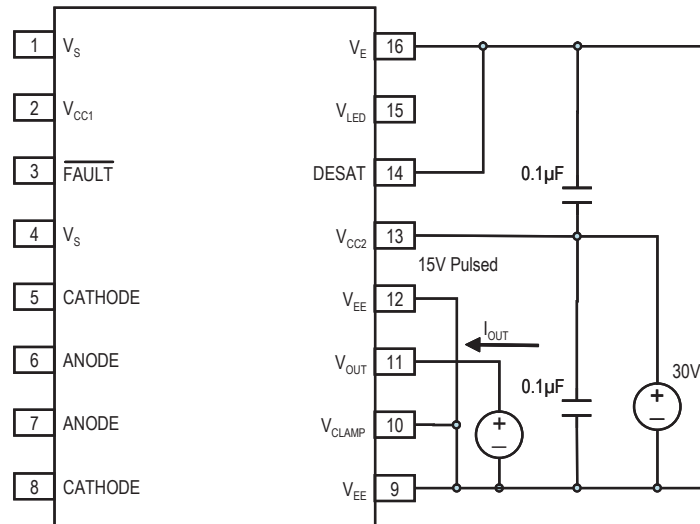 1 V_S
2 V_CC1
3 FAULT
4 V_S
5 CATHODE
6 ANODE
7 ANODE
8 CATHODE
V_E 16
V_LED 15
DESAT 14
V_CC2 13
V_EE 12
V_OUT 11
V_CLAMP 10
V_EE 9
0.1µF
15V Pulsed
I_OUT
0.1µF
30V
+
–
+
–